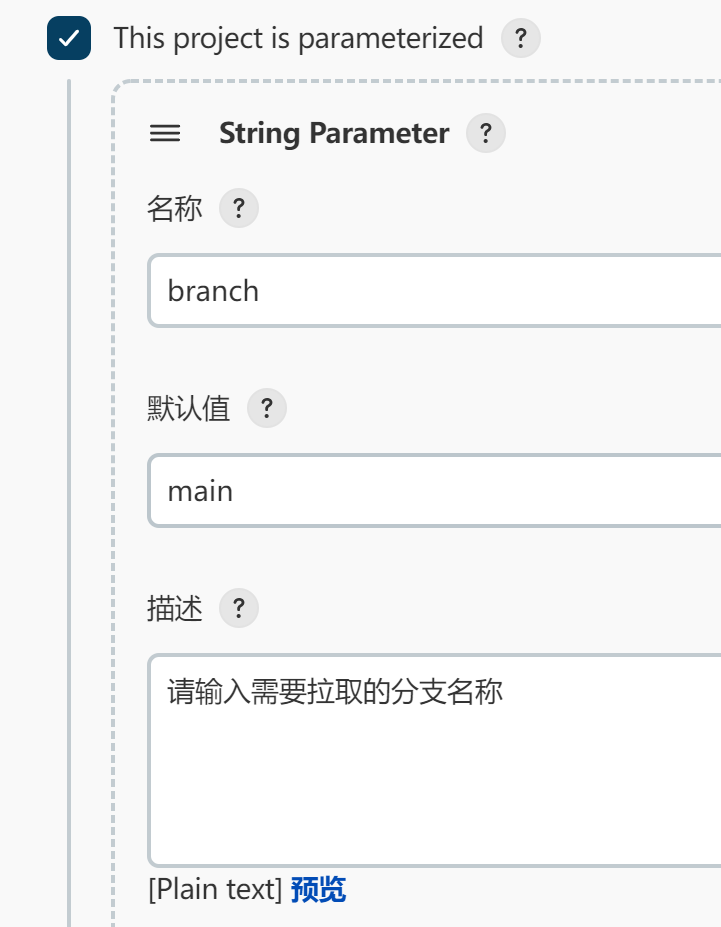 This project is parameterized ?
String Parameter ?
名称 ?
branch
默认值 ?
main
描述 ?
请输入需要拉取的分支名称
[Plain text] 预览